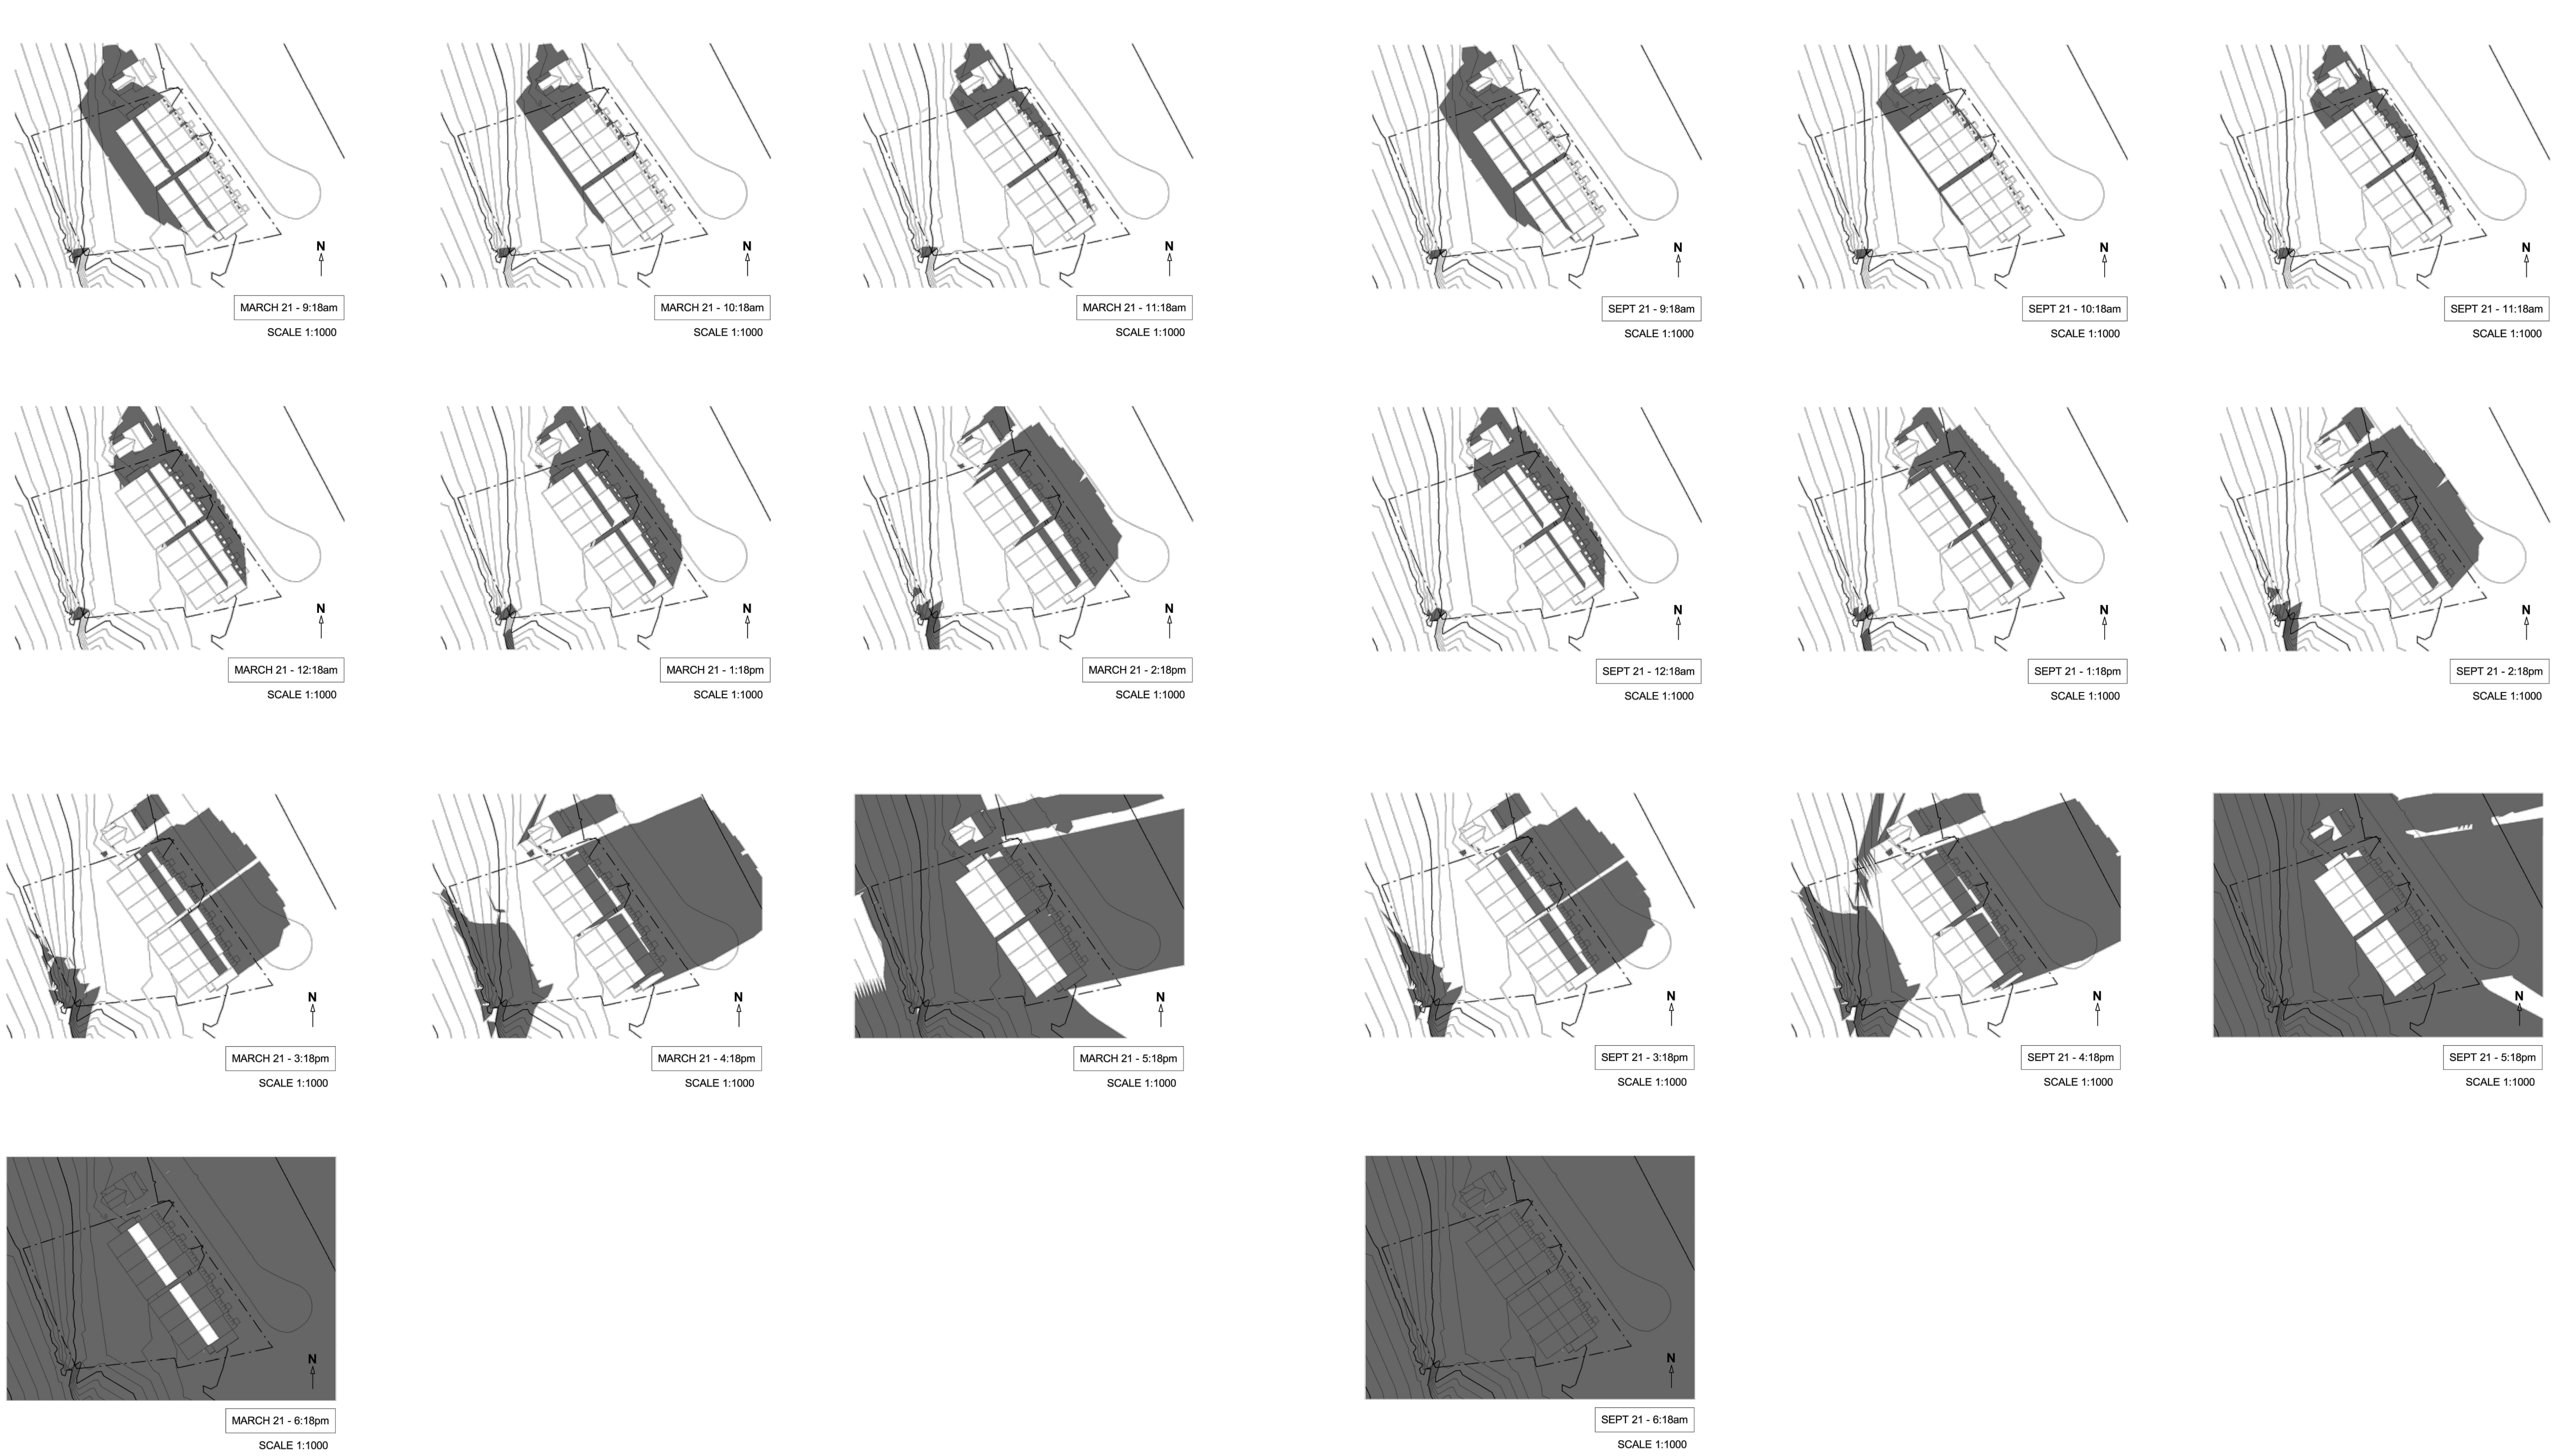 N
MARCH 21 - 9:18am
SCALE 1:1000
N
MARCH 21 - 10:18am
SCALE 1:1000
N
MARCH 21 - 11:18am
SCALE 1:1000
N
SEPT 21 - 9:18am
SCALE 1:1000
N
SEPT 21 - 10:18am
SCALE 1:1000
N
SEPT 21 - 11:18am
SCALE 1:1000
N
MARCH 21 - 12:18am
SCALE 1:1000
N
MARCH 21 - 1:18pm
SCALE 1:1000
N
MARCH 21 - 2:18pm
SCALE 1:1000
N
SEPT 21 - 12:18am
SCALE 1:1000
N
SEPT 21 - 1:18pm
SCALE 1:1000
N
SEPT 21 - 2:18pm
SCALE 1:1000
N
MARCH 21 - 3:18pm
SCALE 1:1000
N
MARCH 21 - 4:18pm
SCALE 1:1000
N
MARCH 21 - 5:18pm
SCALE 1:1000
N
SEPT 21 - 3:18pm
SCALE 1:1000
N
SEPT 21 - 4:18pm
SCALE 1:1000
N
SEPT 21 - 5:18pm
SCALE 1:1000
N
MARCH 21 - 6:18pm
SCALE 1:1000
N
SEPT 21 - 6:18am
SCALE 1:1000